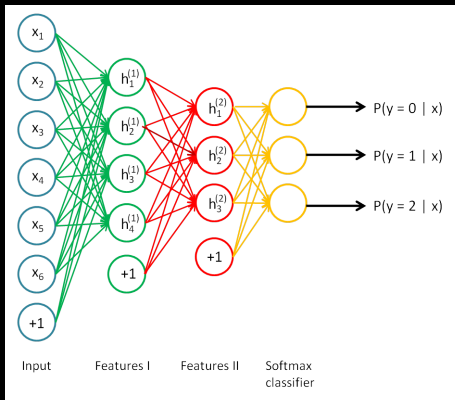 x₁
x₂
x₃
x₄
x₅
x₆
+1
h₁⁽¹⁾
h₂⁽¹⁾
h₃⁽¹⁾
h₄⁽¹⁾
+1
h₁⁽²⁾
h₂⁽²⁾
h₃⁽²⁾
+1
P(y = 0 | x)
P(y = 1 | x)
P(y = 2 | x)
Input
Features I
Features II
Softmax
classifier